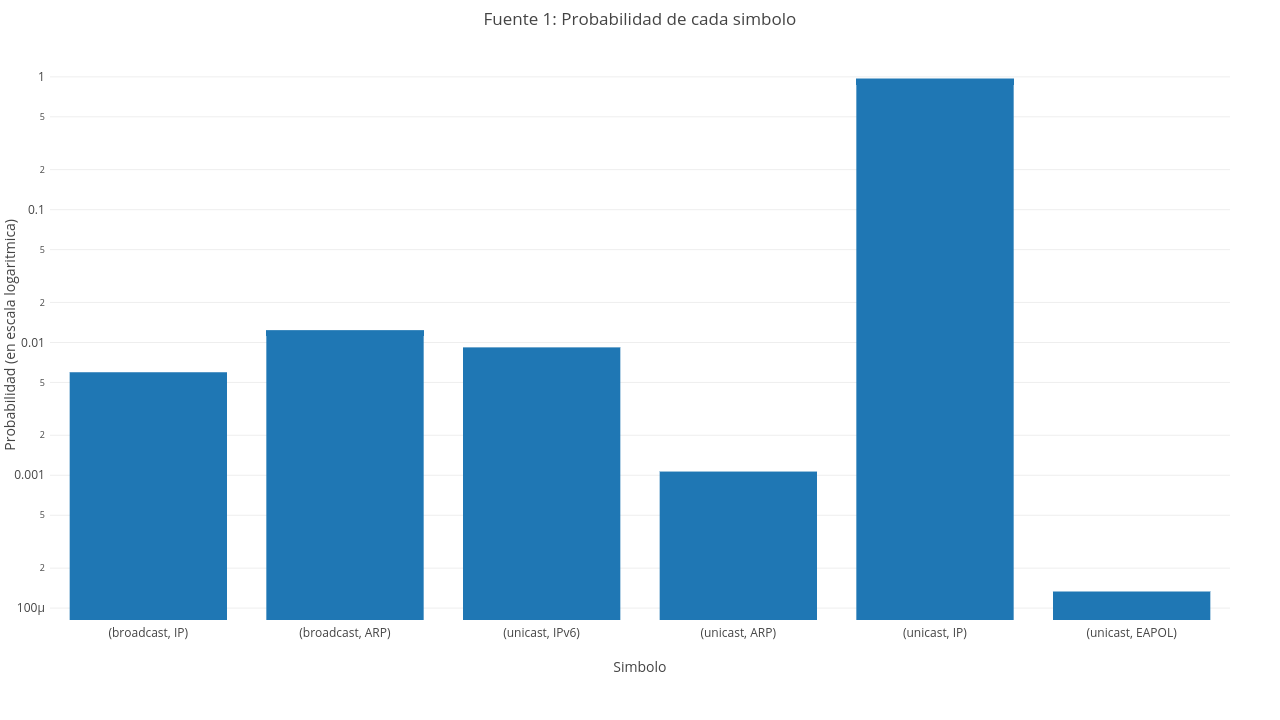 Fuente 1: Probabilidad de cada simbolo
Probabilidad (en escala logaritmica)
1
5
2
0.1
5
2
0.01
5
2
0.001
5
2
100μ
(broadcast, IP)
(broadcast, ARP)
(unicast, IPv6)
(unicast, ARP)
(unicast, IP)
(unicast, EAPOL)
Simbolo